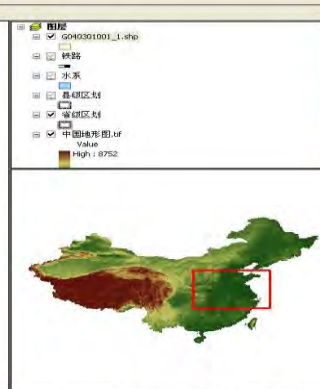 图层
G040301001_1.shp
铁路
水系
县级区划
省级区划
中国地形图.tif
Value
High : 8752